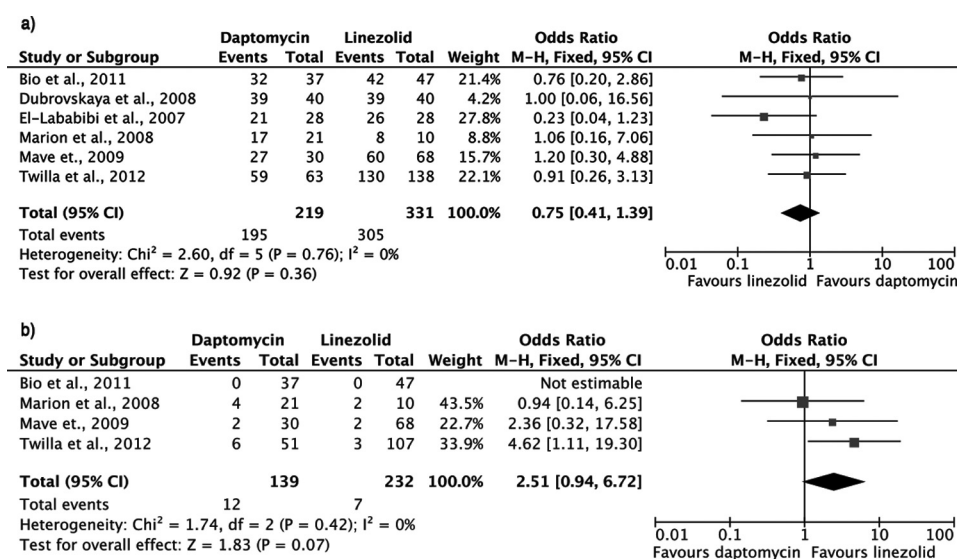 a)
Daptomycin Linezolid Odds Ratio Odds Ratio
Study or Subgroup Events Total Events Total Weight M-H, Fixed, 95% CI M-H, Fixed, 95% CI
Bio et al., 2011 32 37 42 47 21.4% 0.76 [0.20, 2.86]
Dubrovskaya et al., 2008 39 40 39 40 4.2% 1.00 [0.06, 16.56]
El-Lababibi et al., 2007 21 28 26 28 27.8% 0.23 [0.04, 1.23]
Marion et al., 2008 17 21 8 10 8.8% 1.06 [0.16, 7.06]
Mave et., 2009 27 30 60 68 15.7% 1.20 [0.30, 4.88]
Twilla et al., 2012 59 63 130 138 22.1% 0.91 [0.26, 3.13]
Total (95% CI) 219 331 100.0% 0.75 [0.41, 1.39]
Total events 195 305
Heterogeneity: Chi² = 2.60, df = 5 (P = 0.76); I² = 0%
Test for overall effect: Z = 0.92 (P = 0.36)
0.01 0.1 1 10 100
Favours linezolid Favours daptomycin
b)
Daptomycin Linezolid Odds Ratio Odds Ratio
Study or Subgroup Events Total Events Total Weight M-H, Fixed, 95% CI M-H, Fixed, 95% CI
Bio et al., 2011 0 37 0 47 Not estimable
Marion et al., 2008 4 21 2 10 43.5% 0.94 [0.14, 6.25]
Mave et., 2009 2 30 2 68 22.7% 2.36 [0.32, 17.58]
Twilla et al., 2012 6 51 3 107 33.9% 4.62 [1.11, 19.30]
Total (95% CI) 139 232 100.0% 2.51 [0.94, 6.72]
Total events 12 7
Heterogeneity: Chi² = 1.74, df = 2 (P = 0.42); I² = 0%
Test for overall effect: Z = 1.83 (P = 0.07)
0.01 0.1 1 10 100
Favours daptomycin Favours linezolid